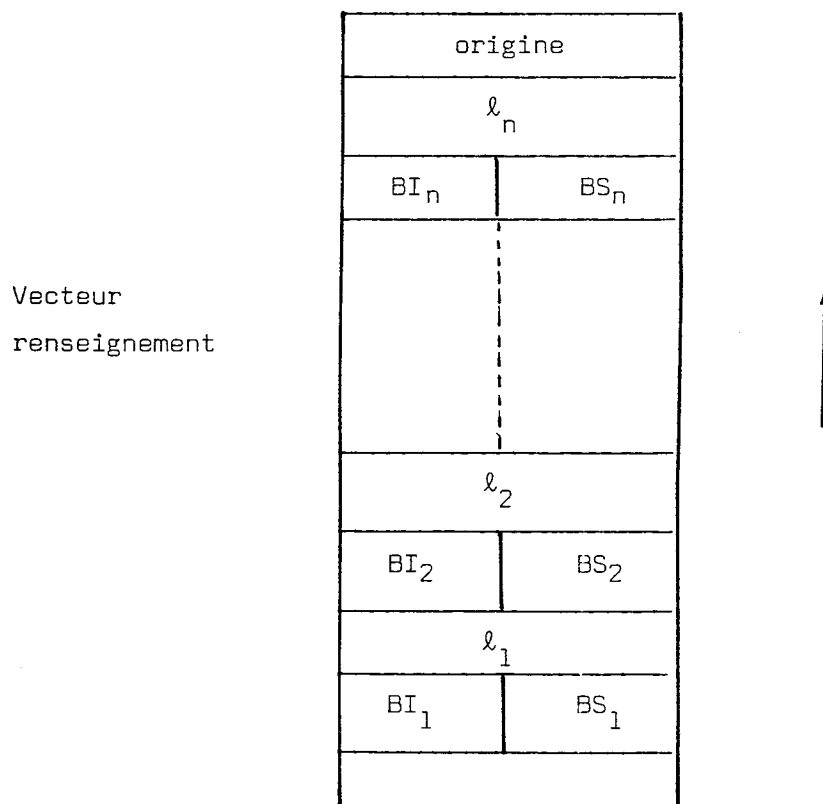 origine
ℓn
BIn BSn
Vecteur
renseignement
ℓ2
BI2 BS2
ℓ1
BI1 BS1